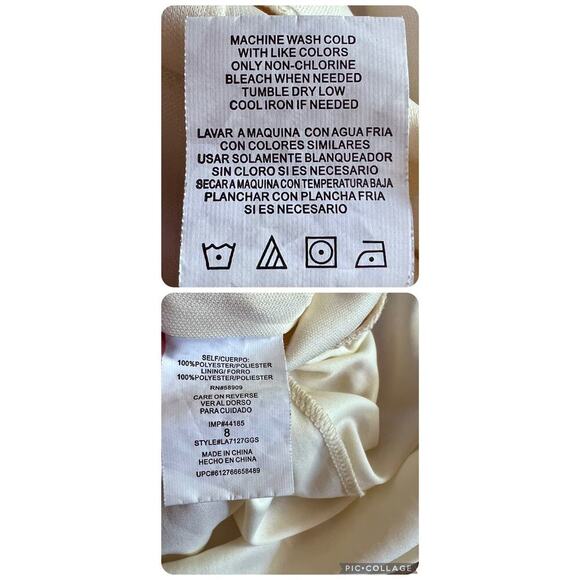 MACHINE WASH COLD
WITH LIKE COLORS
ONLY NON-CHLORINE
BLEACH WHEN NEEDED
TUMBLE DRY LOW
COOL IRON IF NEEDED
LAVAR A MAQUINA CON AGUA FRIA
CON COLORES SIMILARES
USAR SOLAMENTE BLANQUEADOR
SIN CLORO SI ES NECESARIO
SECAR A MAQUINA CON TEMPERATURA BAJA
PLANCHAR CON PLANCHA FRIA
SI ES NECESARIO
SELF/CUERPO:
100%POLYESTER/POLIESTER
LINING/ FORRO
100%POLYESTER/POLIESTER
RN#58909
CARE ON REVERSE
VER AL DORSO
PARA CUIDADO
IMP#44185
8
STYLE#LA7127GGS
MADE IN CHINA
HECHO EN CHINA
UPC#612766658489
PIC•COLLAGE